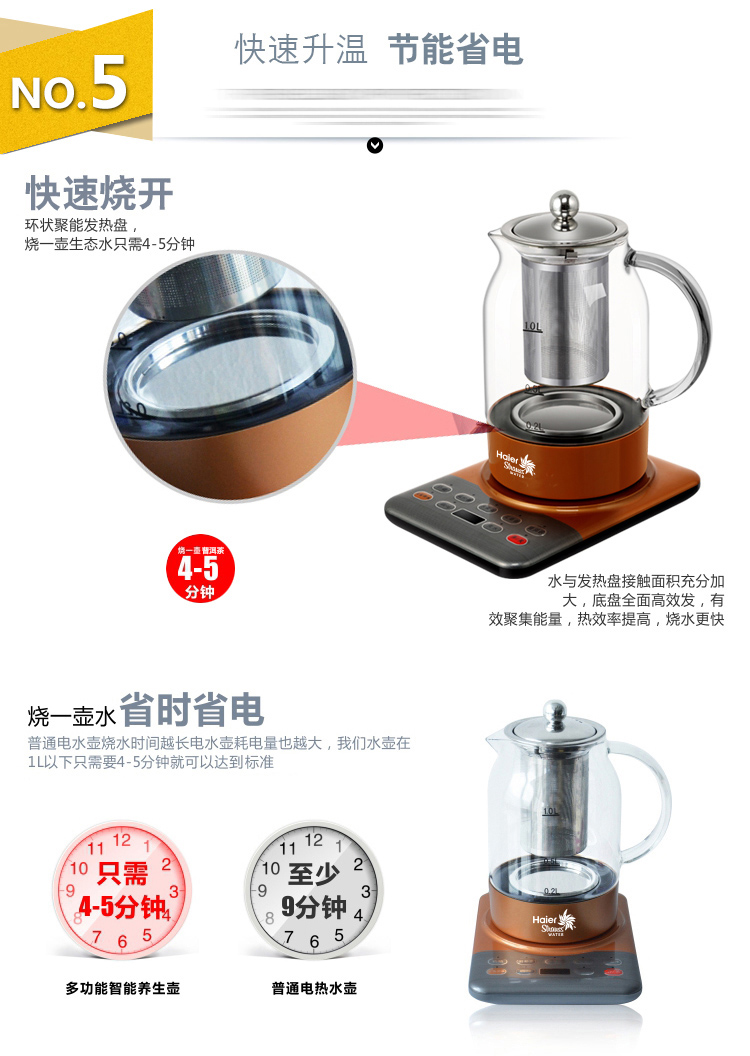 NO.5
快速升温 节能省电
快速烧开
环状聚能发热盘，
烧一壶生态水只需4-5分钟
3.0
1.0L
0.5L
0.2L
Haier
Strauss
WATER
烧一壶 普洱茶
4-5
分钟
水与发热盘接触面积充分加
大，底盘全面高效发，有
效聚集能量，热效率提高，烧水更快
烧一壶水省时省电
普通电水壶烧水时间越长电水壶耗电量也越大，我们水壶在
1L以下只需要4-5分钟就可以达到标准
12 1 2 3 4 5 6 7 8 9 10 11
只需
4-5分钟
12 1 2 3 4 5 6 7 8 9 10 11
至少
9分钟
多功能智能养生壶
普通电热水壶
1.0L
0.5L
0.2L
Haier
Strauss
WATER